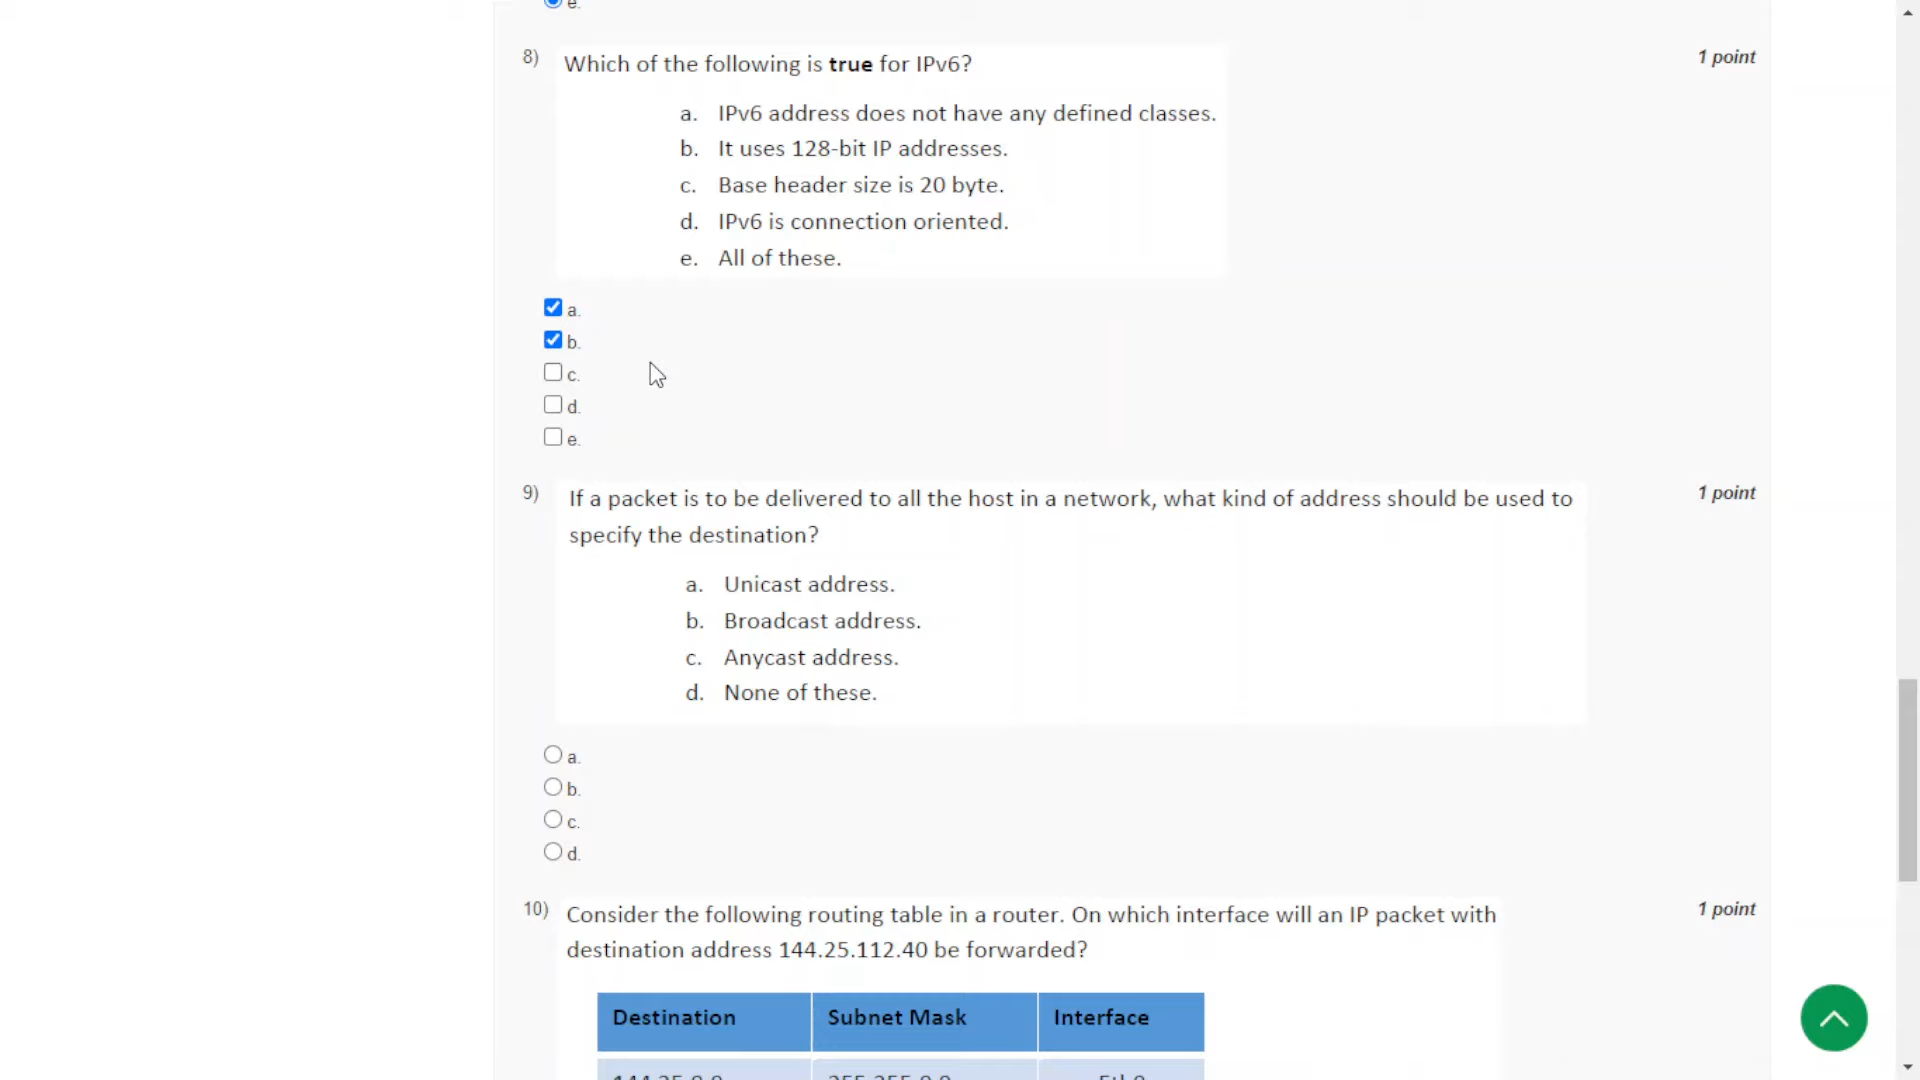 e.
8) Which of the following is true for IPv6? 1 point
a. IPv6 address does not have any defined classes.
b. It uses 128-bit IP addresses.
c. Base header size is 20 byte.
d. IPv6 is connection oriented.
e. All of these.
a.
b.
c.
d.
e.
9) If a packet is to be delivered to all the host in a network, what kind of address should be used to 1 point
specify the destination?
a. Unicast address.
b. Broadcast address.
c. Anycast address.
d. None of these.
a.
b.
c.
d.
10) Consider the following routing table in a router. On which interface will an IP packet with 1 point
destination address 144.25.112.40 be forwarded?
Destination Subnet Mask Interface